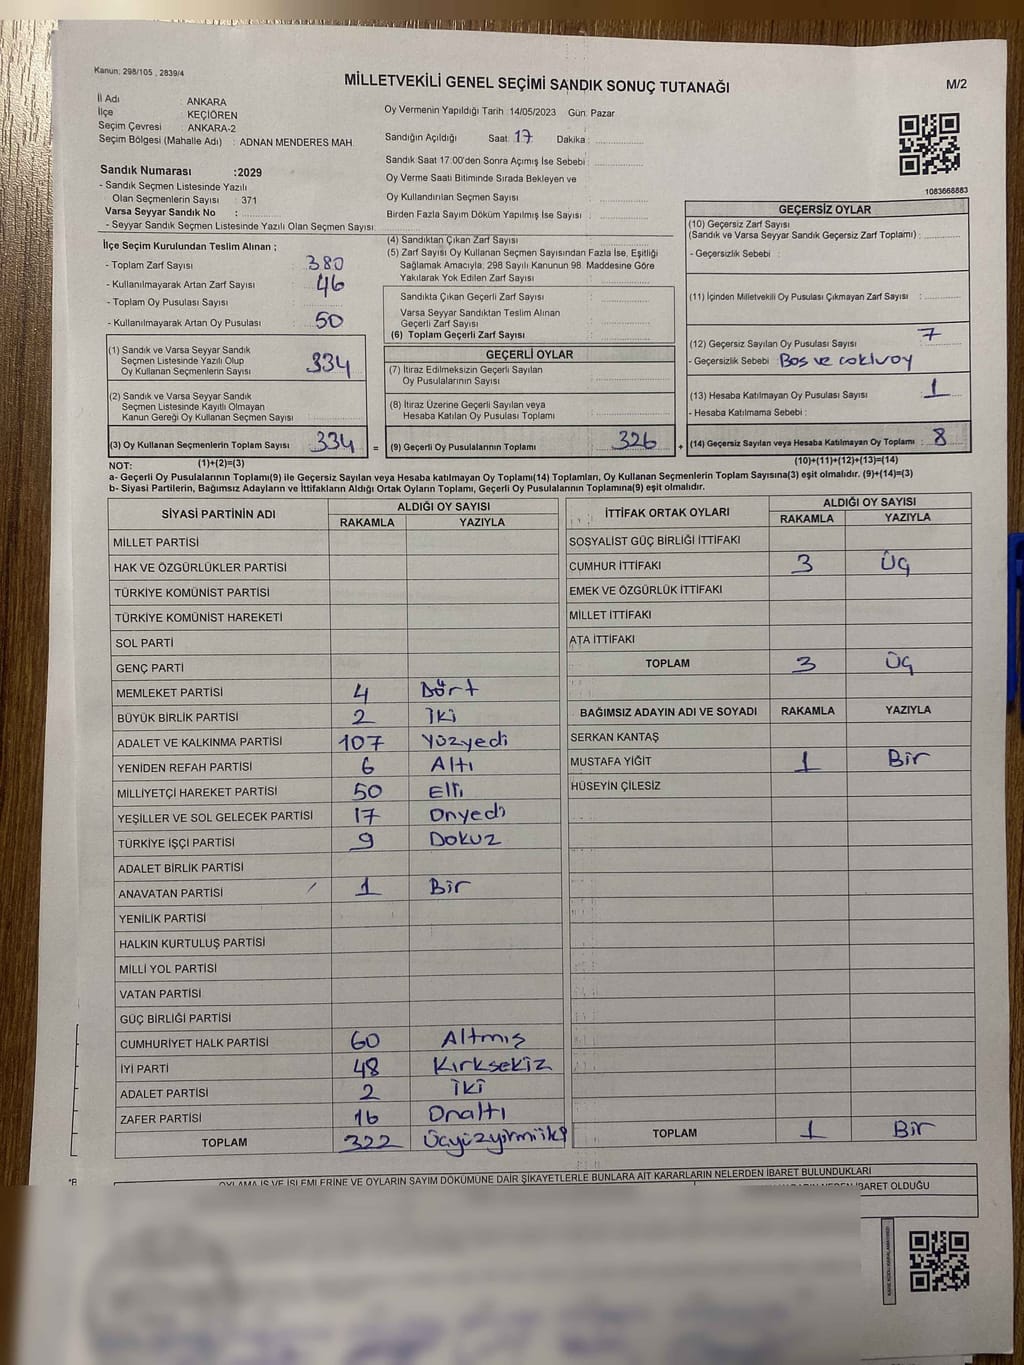 Kanun: 298/105 , 2839/4
MİLLETVEKİLİ GENEL SEÇİMİ SANDIK SONUÇ TUTANAĞI
M/2
İl Adı : ANKARA
İlçe : KEÇİÖREN
Seçim Çevresi : ANKARA-2
Seçim Bölgesi (Mahalle Adı) : ADNAN MENDERES MAH.
Oy Vermenin Yapıldığı Tarih : 14/05/2023 Gün: Pazar
Sandığın Açıldığı Saat: 17 Dakika :
Sandık Saat 17:00'den Sonra Açımış İse Sebebi :
Oy Verme Saati Bitiminde Sırada Bekleyen ve
Oy Kullandırılan Seçmen Sayısı :
Birden Fazla Sayım Döküm Yapılmış İse Sayısı :
1083668883
Sandık Numarası :2029
- Sandık Seçmen Listesinde Yazılı
Olan Seçmenlerin Sayısı : 371
Varsa Seyyar Sandık No :
- Seyyar Sandık Seçmen Listesinde Yazılı Olan Seçmen Sayısı:
İlçe Seçim Kurulundan Teslim Alınan ;
- Toplam Zarf Sayısı : 380
- Kullanılmayarak Artan Zarf Sayısı : 46
- Toplam Oy Pusulası Sayısı :
- Kullanılmayarak Artan Oy Pusulası : 50
(1) Sandık ve Varsa Seyyar Sandık
Seçmen Listesinde Yazılı Olup
Oy Kullanan Seçmenlerin Sayısı : 334
(2) Sandık ve Varsa Seyyar Sandık
Seçmen Listesinde Kayıtlı Olmayan
Kanun Gereği Oy Kullanan Seçmen Sayısı :
(3) Oy Kullanan Seçmenlerin Toplam Sayısı : 334
(1)+(2)=(3)
(4) Sandıktan Çıkan Zarf Sayısı :
(5) Zarf Sayısı Oy Kullanan Seçmen Sayısından Fazla İse, Eşitliği
Sağlamak Amacıyla, 298 Sayılı Kanunun 98. Maddesine Göre
Yakılarak Yok Edilen Zarf Sayısı :
Sandıkta Çıkan Geçerli Zarf Sayısı :
Varsa Seyyar Sandıktan Teslim Alınan
Geçerli Zarf Sayısı :
(6) Toplam Geçerli Zarf Sayısı :
GEÇERLİ OYLAR
(7) İtiraz Edilmeksizin Geçerli Sayılan
Oy Pusulalarının Sayısı :
(8) İtiraz Üzerine Geçerli Sayılan veya
Hesaba Katılan Oy Pusulası Toplamı :
= (9) Geçerli Oy Pusulalarının Toplamı : 326
GEÇERSİZ OYLAR
(10) Geçersiz Zarf Sayısı
(Sandık ve Varsa Seyyar Sandık Geçersiz Zarf Toplamı) :
- Geçersizlik Sebebi :
(11) İçinden Milletvekili Oy Pusulası Çıkmayan Zarf Sayısı :
(12) Geçersiz Sayılan Oy Pusulası Sayısı : 7
- Geçersizlik Sebebi : Boş ve çoklu oy
(13) Hesaba Katılmayan Oy Pusulası Sayısı : 1
- Hesaba Katılmama Sebebi :
+ (14) Geçersiz Sayılan veya Hesaba Katılmayan Oy Toplamı : 8
(10)+(11)+(12)+(13)=(14)
NOT:
a- Geçerli Oy Pusulalarının Toplamı(9) ile Geçersiz Sayılan veya Hesaba katılmayan Oy Toplamı(14) Toplamları, Oy Kullanan Seçmenlerin Toplam Sayısına(3) eşit olmalıdır. (9)+(14)=(3)
b- Siyasi Partilerin, Bağımsız Adayların ve İttifakların Aldığı Ortak Oyların Toplamı, Geçerli Oy Pusulalarının Toplamına(9) eşit olmalıdır.
SİYASİ PARTİNİN ADI ALDIĞI OY SAYISI
RAKAMLA YAZIYLA
MİLLET PARTİSİ
HAK VE ÖZGÜRLÜKLER PARTİSİ
TÜRKİYE KOMÜNİST PARTİSİ
TÜRKİYE KOMÜNİST HAREKETİ
SOL PARTİ
GENÇ PARTİ
MEMLEKET PARTİSİ 4 Dört
BÜYÜK BİRLİK PARTİSİ 2 İki
ADALET VE KALKINMA PARTİSİ 107 Yüzyedi
YENİDEN REFAH PARTİSİ 6 Altı
MİLLİYETÇİ HAREKET PARTİSİ 50 Elli
YEŞİLLER VE SOL GELECEK PARTİSİ 17 Onyedi
TÜRKİYE İŞÇİ PARTİSİ 9 Dokuz
ADALET BİRLİK PARTİSİ
ANAVATAN PARTİSİ 1 Bir
YENİLİK PARTİSİ
HALKIN KURTULUŞ PARTİSİ
MİLLİ YOL PARTİSİ
VATAN PARTİSİ
GÜÇ BİRLİĞİ PARTİSİ
CUMHURİYET HALK PARTİSİ 60 Altmış
İYİ PARTİ 48 Kırksekiz
ADALET PARTİSİ 2 İki
ZAFER PARTİSİ 16 Onaltı
TOPLAM 322 Üçyüzyirmiiki
İTTİFAK ORTAK OYLARI ALDIĞI OY SAYISI
RAKAMLA YAZIYLA
SOSYALİST GÜÇ BİRLİĞİ İTTİFAKI
CUMHUR İTTİFAKI 3 Üç
EMEK VE ÖZGÜRLÜK İTTİFAKI
MİLLET İTTİFAKI
ATA İTTİFAKI
TOPLAM 3 Üç
BAĞIMSIZ ADAYIN ADI VE SOYADI RAKAMLA YAZIYLA
SERKAN KANTAŞ
MUSTAFA YİĞİT 1 Bir
HÜSEYİN ÇİLESİZ
TOPLAM 1 Bir
OYLAMA İŞ VE İŞLEMLERİNE VE OYLARIN SAYIM DÖKÜMÜNE DAİR ŞİKAYETLERLE BUNLARA AİT KARARLARIN NELERDEN İBARET BULUNDUKLARI
NEDEN İBARET OLDUĞU